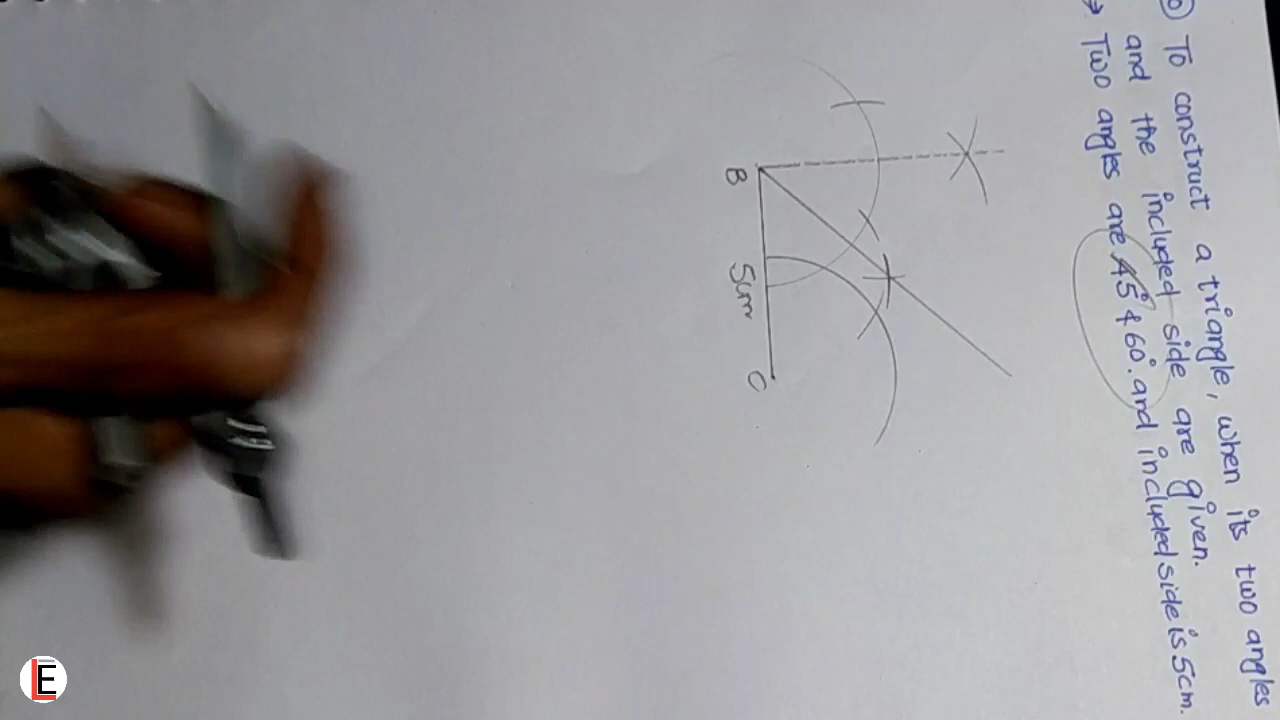 To construct a triangle, when its two angles
and the included side are given.
→ Two angles are 45° & 60°. and included side is 5cm.
B
5cm
C
LE